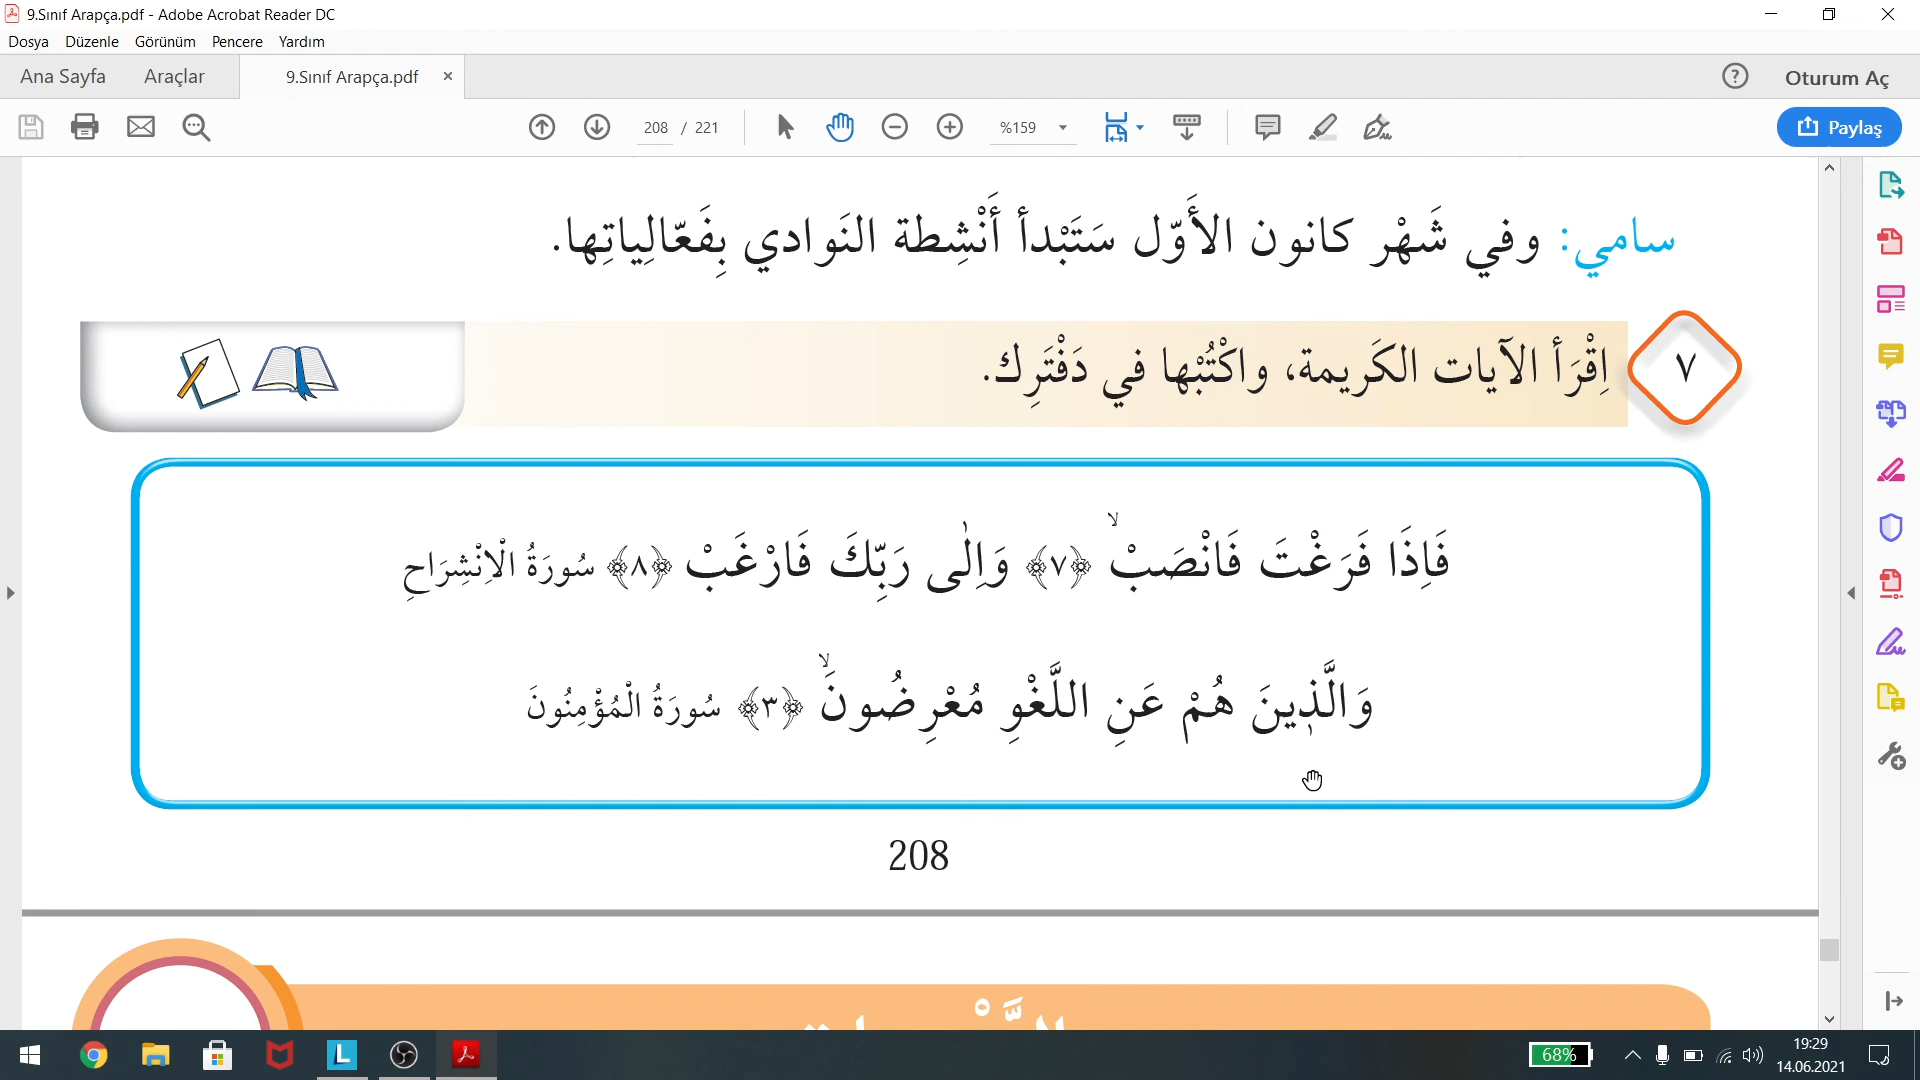 9.Sınıf Arapça.pdf - Adobe Acrobat Reader DC
Dosya Düzenle Görünüm Pencere Yardım
Ana Sayfa Araçlar 9.Sınıf Arapça.pdf × ? Oturum Aç
208 / 221 %159 Paylaş
سامي: وفي شَهْر كانون الأَوّل سَتَبْدأ أَنْشِطة النَوادي بِفَعّالِياتِها.
٧ اِقْرَأ الآيات الكَريمة، واكْتُبْها في دَفْتَرِك.
فَاِذَا فَرَغْتَ فَانْصَبْۙ ﴿٧﴾ وَاِلٰى رَبِّكَ فَارْغَبْ ﴿٨﴾ سُورَةُ الْاِنْشِرَاحِ
وَالَّذ۪ينَ هُمْ عَنِ اللَّغْوِ مُعْرِضُونَۙ ﴿٣﴾ سُورَةُ الْمُؤْمِنُونَ
208
68% 19:29
14.06.2021